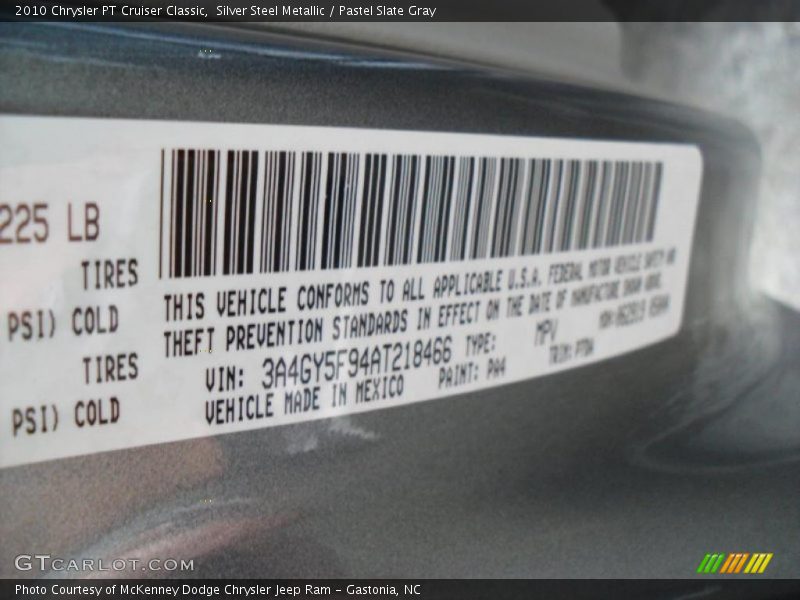 2010 Chrysler PT Cruiser Classic, Silver Steel Metallic / Pastel Slate Gray
225 LB
TIRES
PSI) COLD
TIRES
PSI) COLD
THIS VEHICLE CONFORMS TO ALL APPLICABLE U.S.A. FEDERAL MOTOR VEHICLE SAFETY AND
THEFT PREVENTION STANDARDS IN EFFECT ON THE DATE OF MANUFACTURE SHOWN ABOVE.
VIN: 3A4GY5F94AT218466 TYPE: MPV
VEHICLE MADE IN MEXICO PAINT: PA4 TRIM:
GTCARLOT.COM
Photo Courtesy of McKenney Dodge Chrysler Jeep Ram – Gastonia, NC